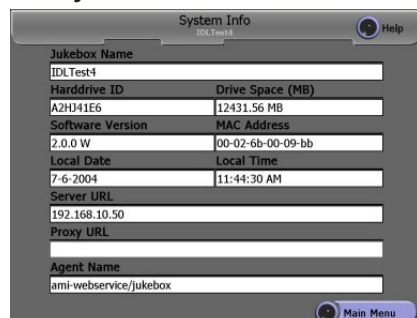 System Info
IDLTest4
Help
Jukebox Name
IDLTest4
Harddrive ID Drive Space (MB)
A2HJ41E6 12431.56 MB
Software Version MAC Address
2.0.0 W 00-02-6b-00-09-bb
Local Date Local Time
7-6-2004 11:44:30 AM
Server URL
192.168.10.50
Proxy URL
Agent Name
ami-webservice/jukebox
Main Menu